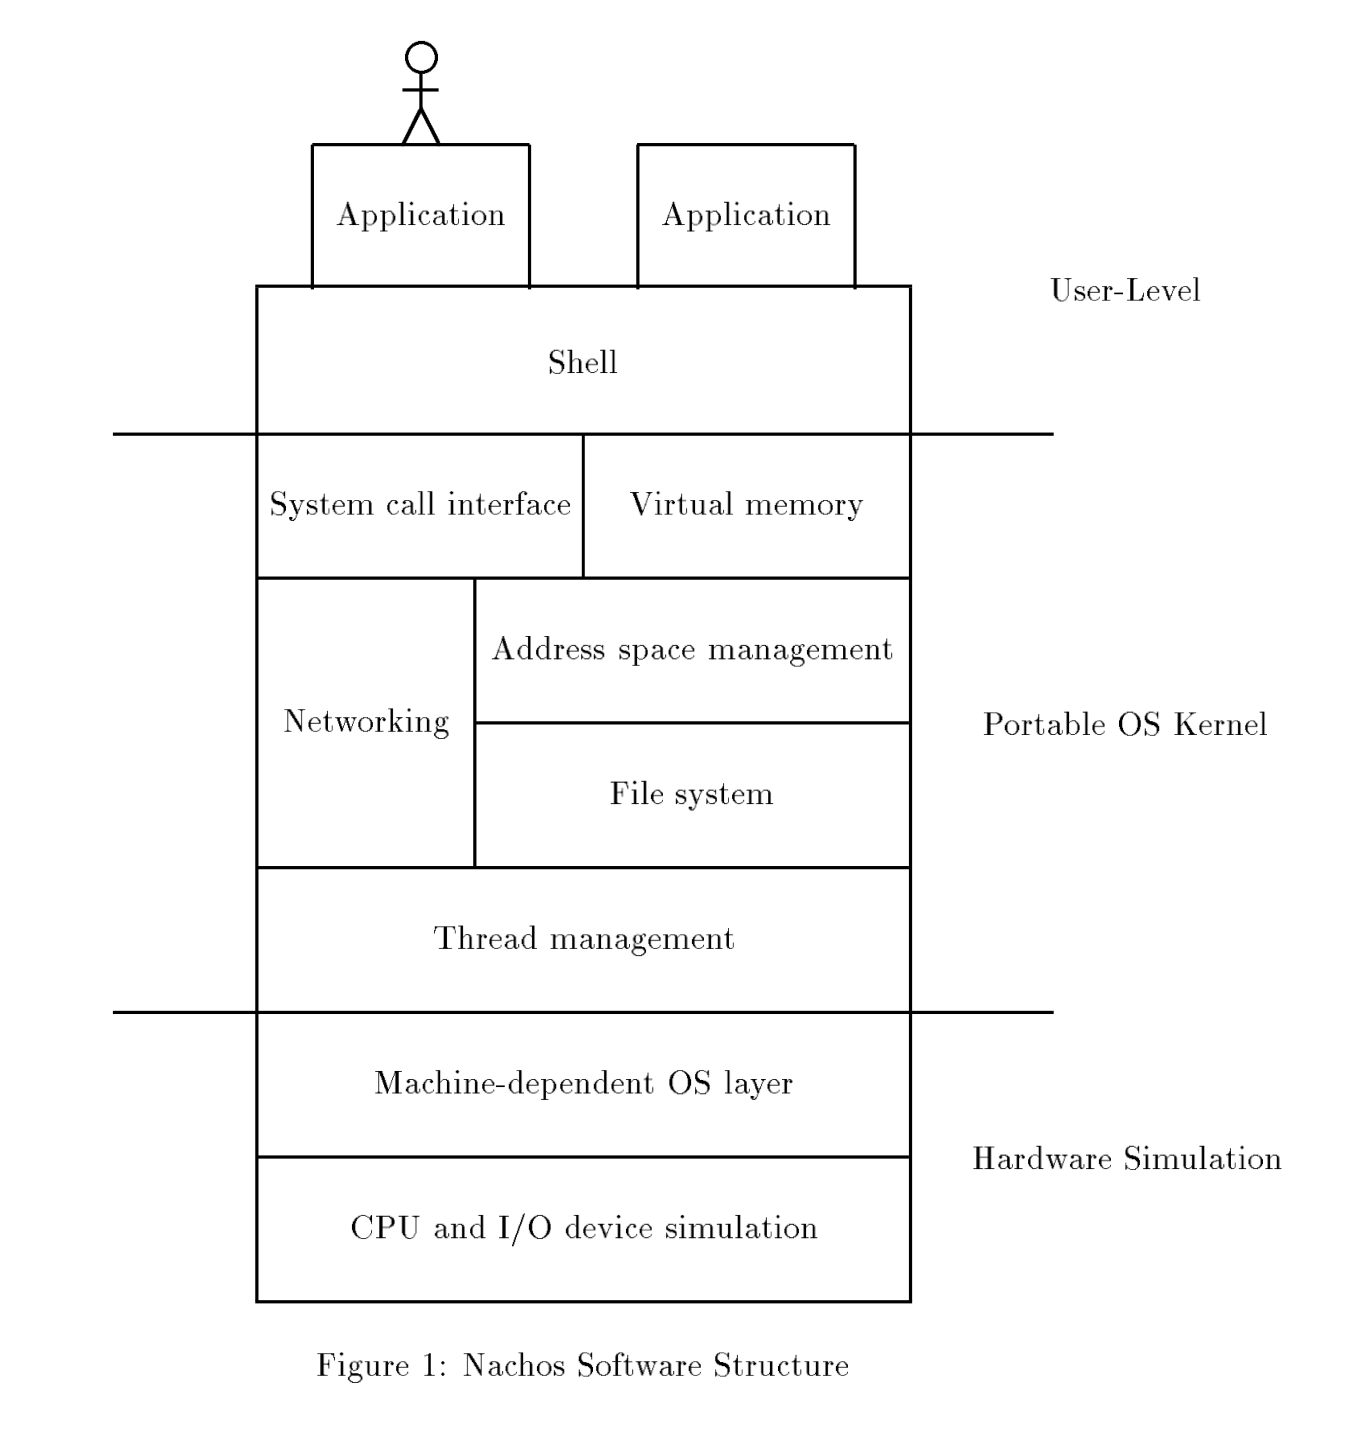 Application
Application
User-Level
Shell
System call interface
Virtual memory
Address space management
Networking
Portable OS Kernel
File system
Thread management
Machine-dependent OS layer
Hardware Simulation
CPU and I/O device simulation
Figure 1: Nachos Software Structure